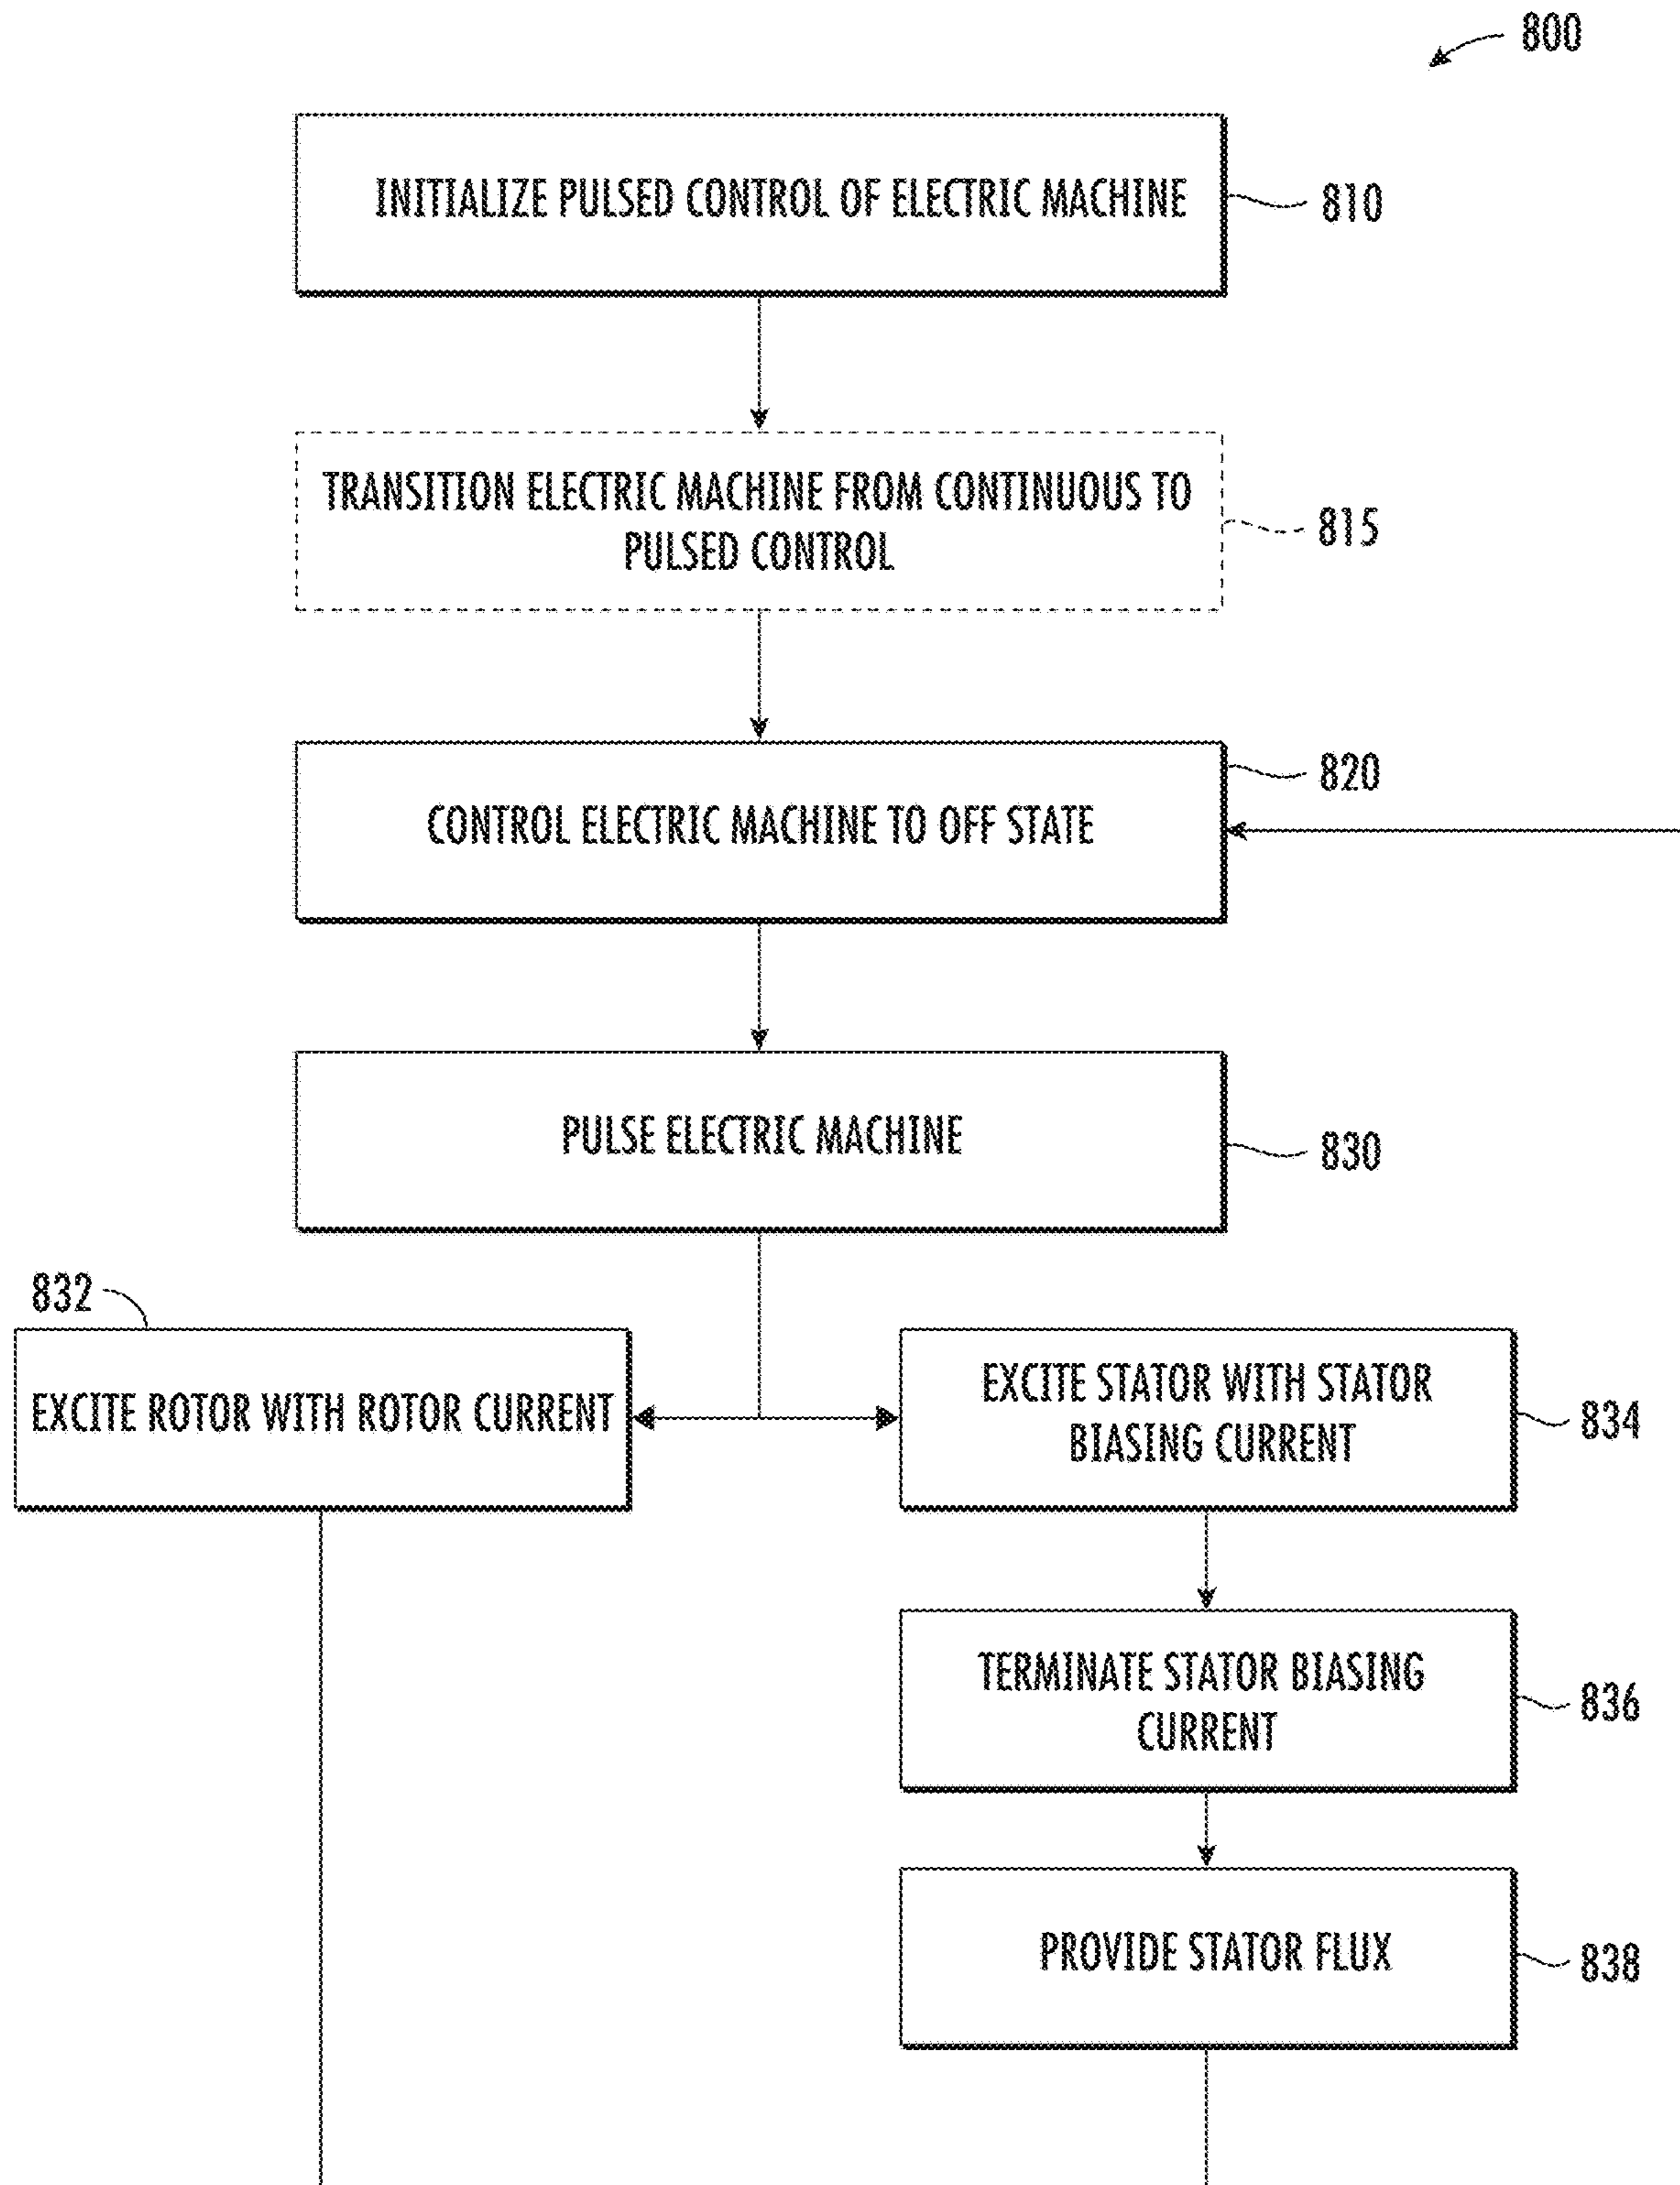 800
INITIALIZE PULSED CONTROL OF ELECTRIC MACHINE
810
TRANSITION ELECTRIC MACHINE FROM CONTINUOUS TO
PULSED CONTROL
815
820
CONTROL ELECTRIC MACHINE TO OFF STATE
PULSE ELECTRIC MACHINE
830
832
EXCITE ROTOR WITH ROTOR CURRENT
EXCITE STATOR WITH STATOR
BIASING CURRENT
834
TERMINATE STATOR BIASING
CURRENT
836
PROVIDE STATOR FLUX
838